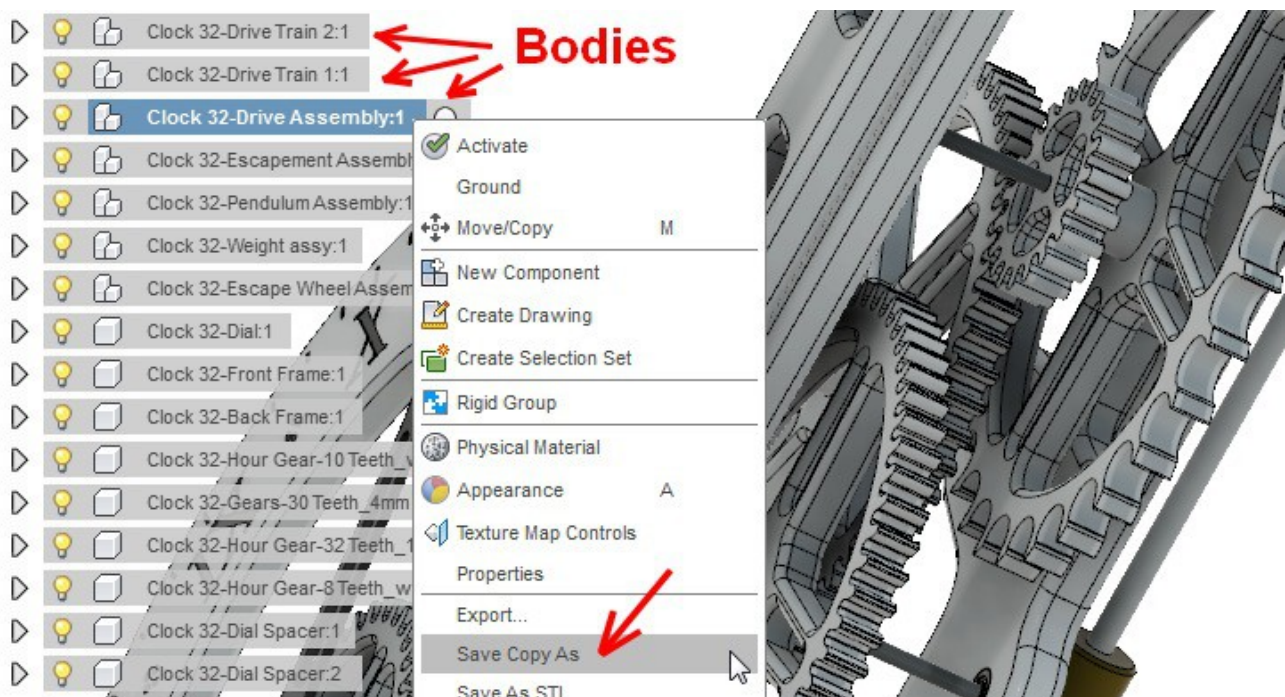 Clock 32-Drive Train 2:1
Bodies
Clock 32-Drive Train 1:1
Clock 32-Drive Assembly:1
Clock 32-Escapement Assembl
Clock 32-Pendulum Assembly:1
Clock 32-Weight assy:1
Clock 32-Escape Wheel Assem
Clock 32-Dial:1
Clock 32-Front Frame:1
Clock 32-Back Frame:1
Clock 32-Hour Gear-10 Teeth_w
Clock 32-Gears-30 Teeth_4mm
Clock 32-Hour Gear-32 Teeth_1
Clock 32-Hour Gear-8 Teeth_w
Clock 32-Dial Spacer:1
Clock 32-Dial Spacer:2
Activate
Ground
Move/Copy M
New Component
Create Drawing
Create Selection Set
Rigid Group
Physical Material
Appearance A
Texture Map Controls
Properties
Export...
Save Copy As
Save As STL
X